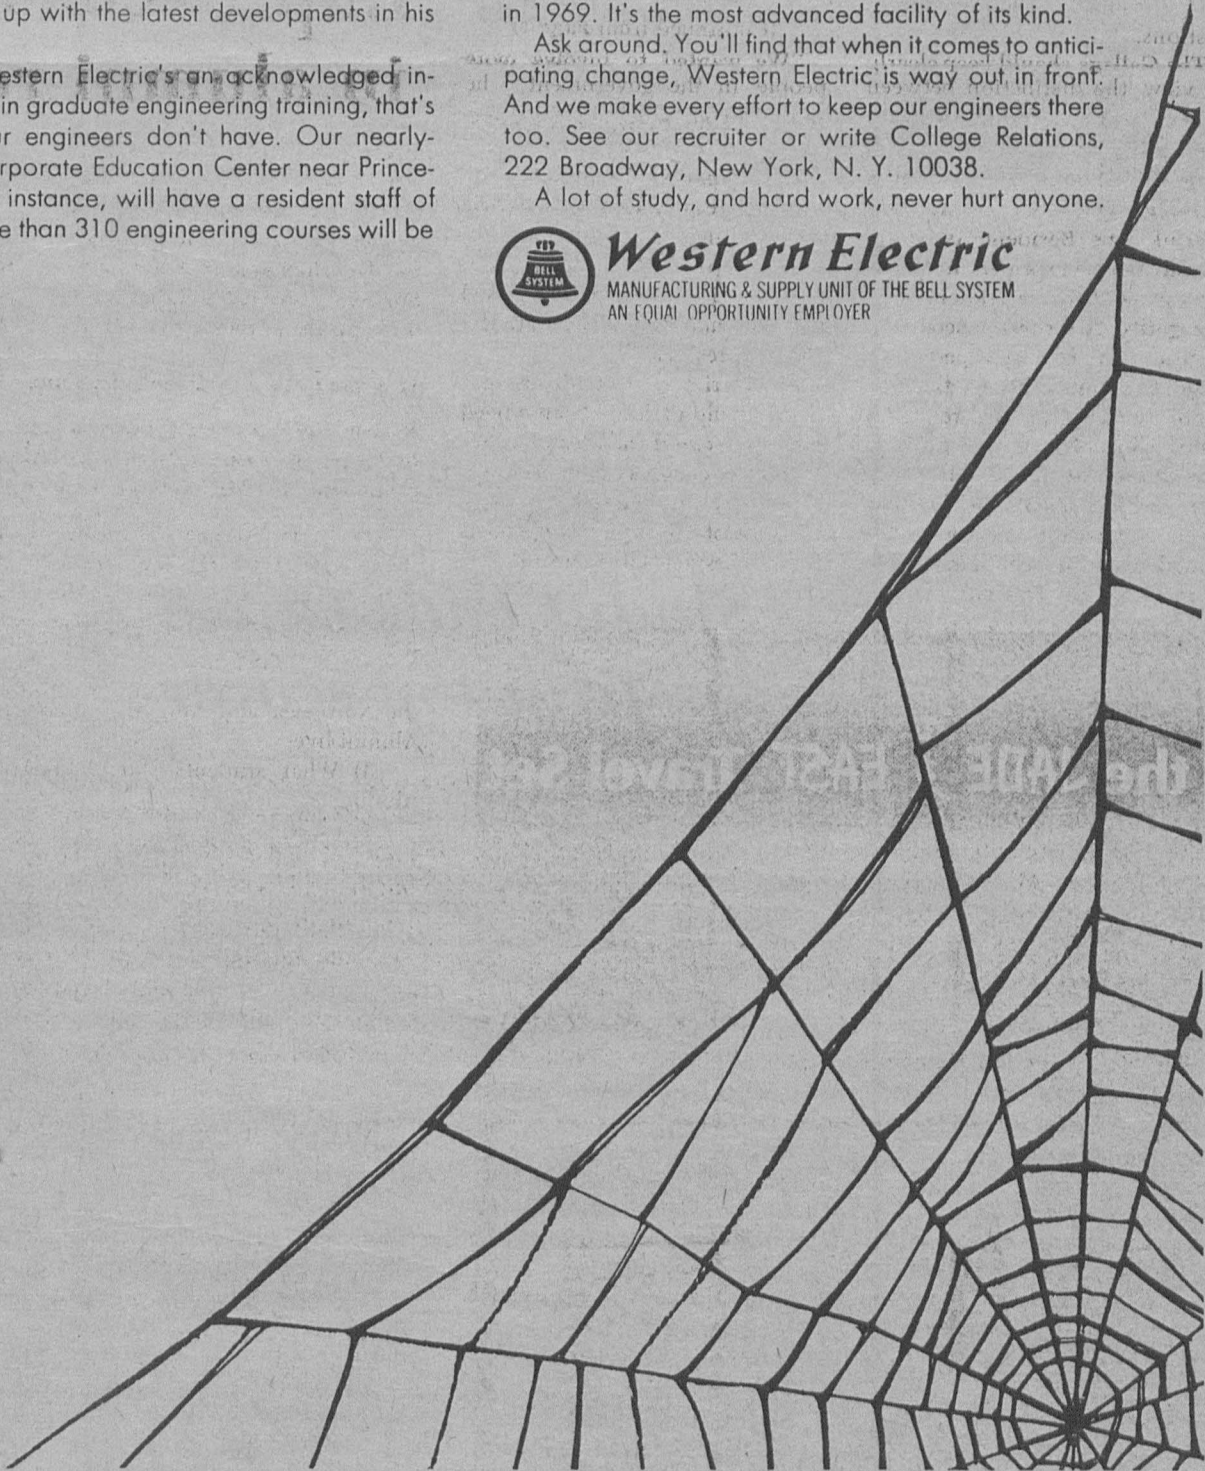 up with the latest developments in his
estern Electric's an acknowledged in-
in graduate engineering training, that's
r engineers don't have. Our nearly-
rporate Education Center near Prince-
instance, will have a resident staff of
e than 310 engineering courses will be
in 1969. It's the most advanced facility of its kind.
Ask around. You'll find that when it comes to antici-
pating change, Western Electric is way out in front.
And we make every effort to keep our engineers there
too. See our recruiter or write College Relations,
222 Broadway, New York, N. Y. 10038.
A lot of study, and hard work, never hurt anyone.
BELL
SYSTEM
Western Electric
MANUFACTURING & SUPPLY UNIT OF THE BELL SYSTEM
AN EQUAL OPPORTUNITY EMPLOYER